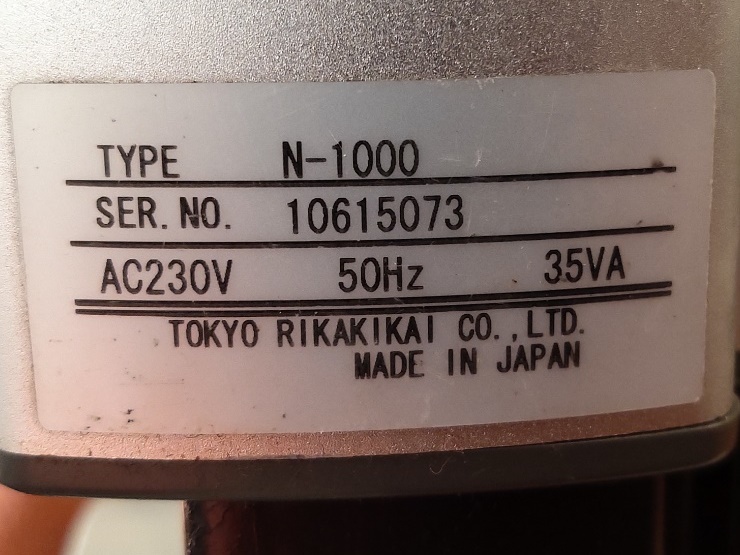 TYPE N-1000
SER. NO. 10615073
AC230V 50Hz 35VA
TOKYO RIKAKIKAI CO.,LTD.
MADE IN JAPAN